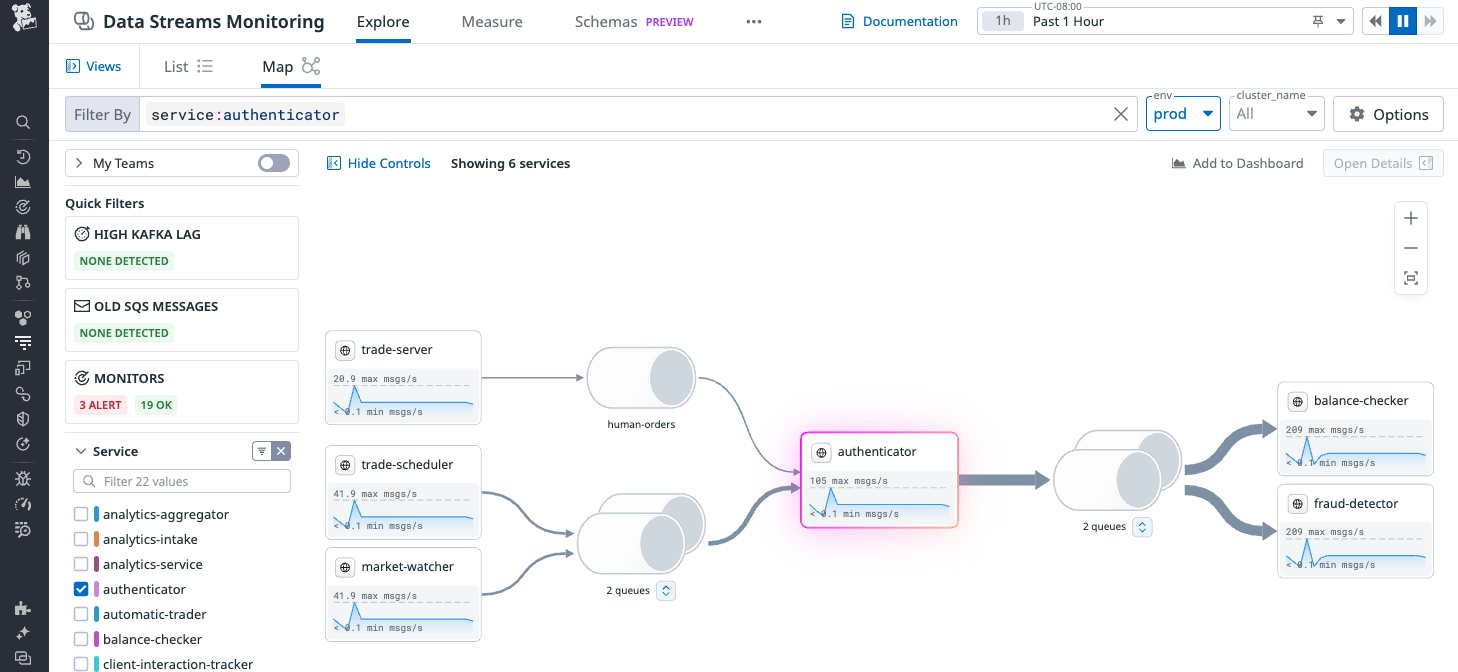 Data Streams Monitoring
Explore
Measure
Schemas PREVIEW
Documentation
UTC-08:00
1h Past 1 Hour
Views
List
Map
Filter By service:authenticator
env
prod
cluster_name
All
Options
My Teams
Hide Controls
Showing 6 services
Add to Dashboard
Open Details
Quick Filters
HIGH KAFKA LAG
NONE DETECTED
OLD SQS MESSAGES
NONE DETECTED
MONITORS
3 ALERT 19 OK
Service
Filter 22 values
analytics-aggregator
analytics-intake
analytics-service
authenticator
automatic-trader
balance-checker
client-interaction-tracker
trade-server
20.9 max msgs/s
< 0.1 min msgs/s
human-orders
trade-scheduler
41.9 max msgs/s
< 0.1 min msgs/s
market-watcher
41.9 max msgs/s
< 0.1 min msgs/s
2 queues
authenticator
105 max msgs/s
< 0.1 min msgs/s
2 queues
balance-checker
209 max msgs/s
< 0.1 min msgs/s
fraud-detector
209 max msgs/s
< 0.1 min msgs/s